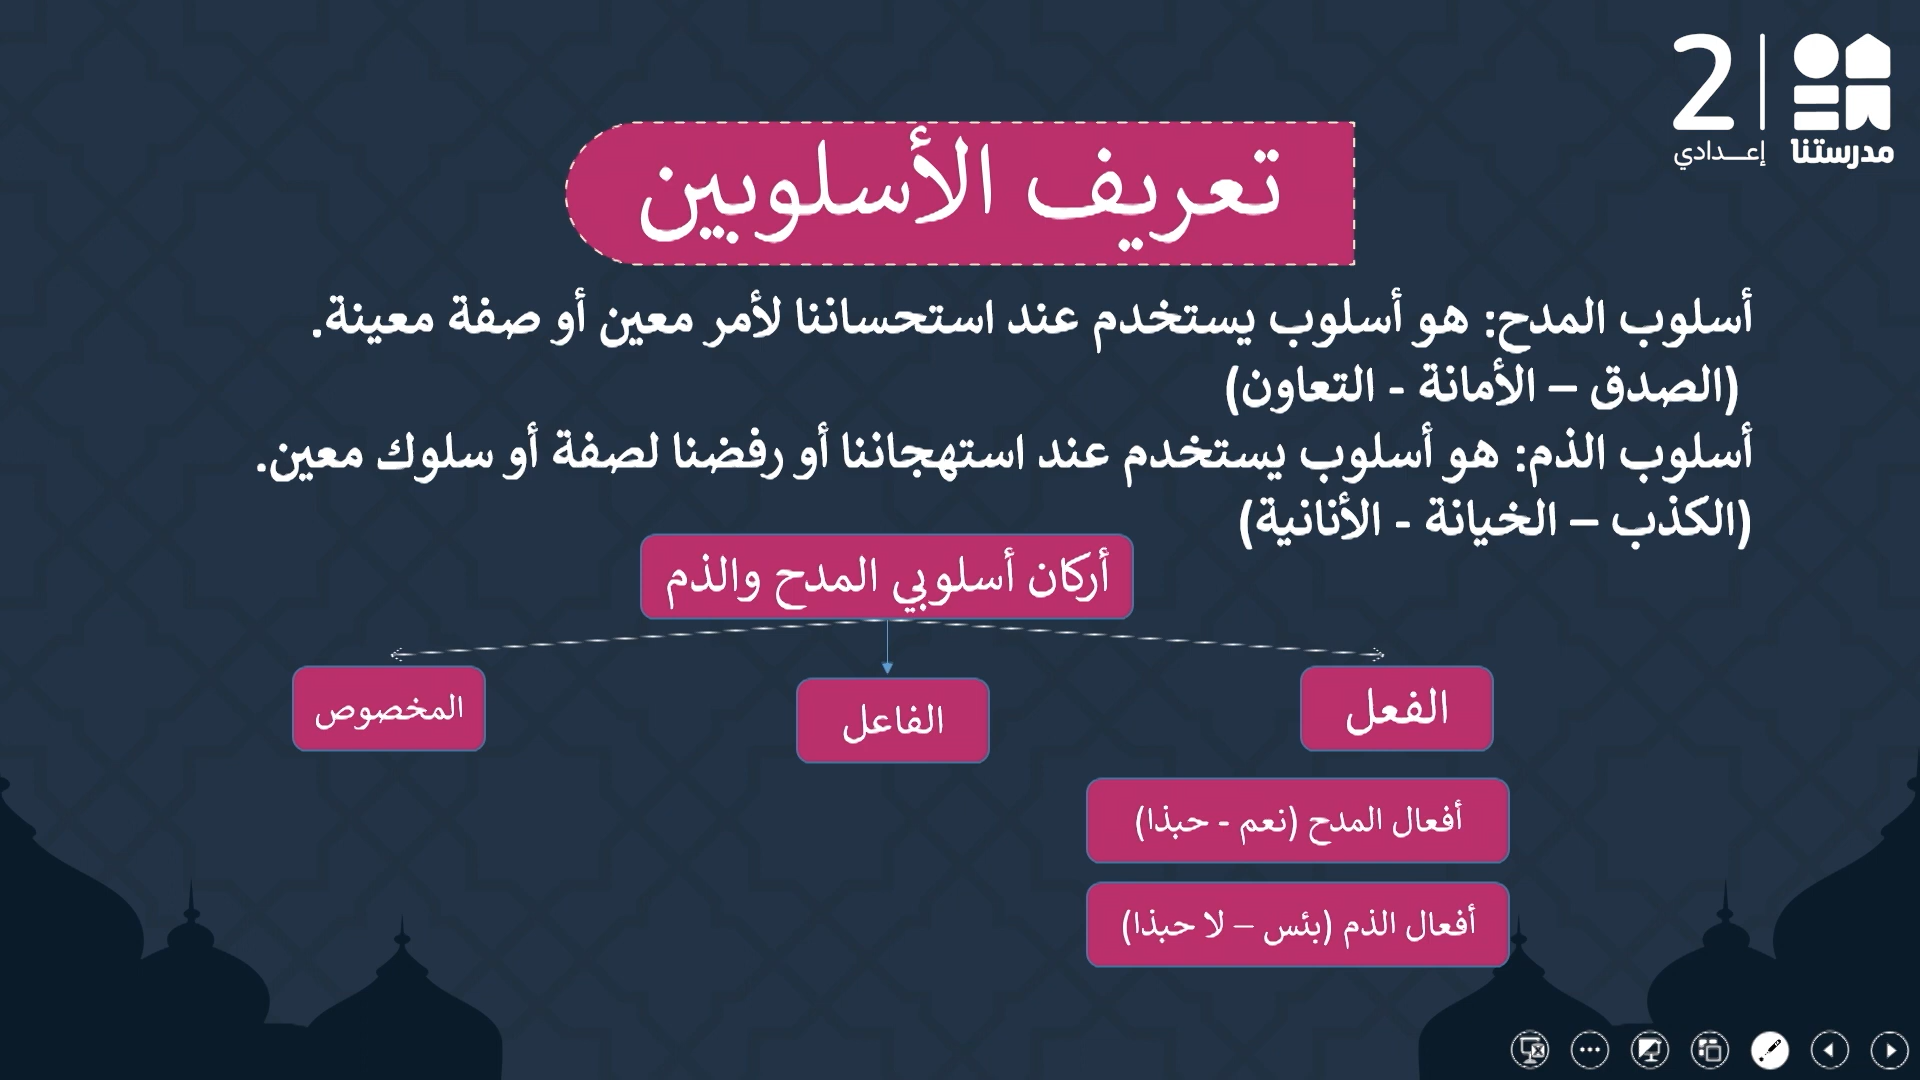 مدرستنا
2
إعدادي
تعريف الأسلوبين
أسلوب المدح: هو أسلوب يستخدم عند استحساننا لأمر معين أو صفة معينة.
(الصدق – الأمانة - التعاون)
أسلوب الذم: هو أسلوب يستخدم عند استهجاننا أو رفضنا لصفة أو سلوك معين.
(الكذب – الخيانة - الأنانية)
أركان أسلوبي المدح والذم
الفعل
الفاعل
المخصوص
أفعال المدح (نعم - حبذا)
أفعال الذم (بئس – لا حبذا)